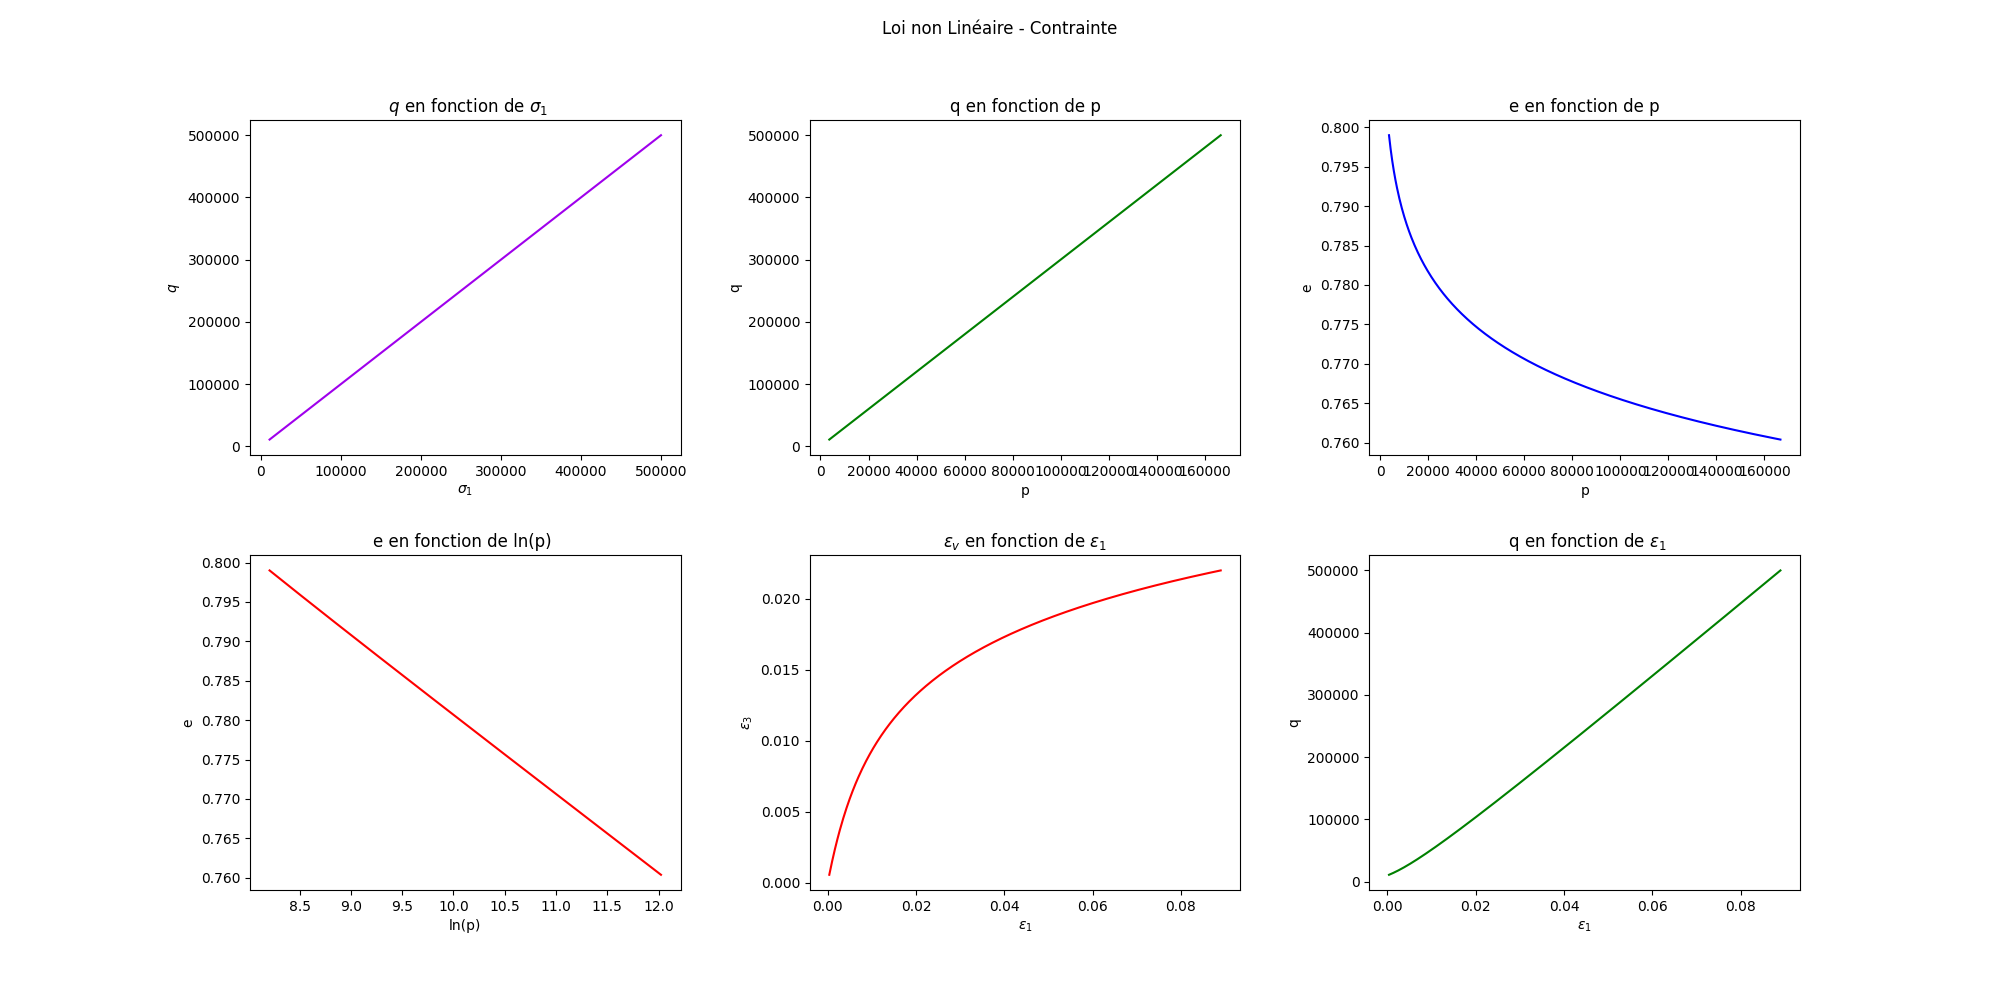 Loi non Linéaire - Contrainte
q en fonction de σ1
500000
400000
300000
200000
100000
0
q
0 100000 200000 300000 400000 500000
σ1
q en fonction de p
500000
400000
300000
200000
100000
0
q
0 20000 40000 60000 80000 100000 120000 140000 160000
p
e en fonction de p
0.800
0.795
0.790
0.785
0.780
0.775
0.770
0.765
0.760
e
0 20000 40000 60000 80000 100000 120000 140000 160000
p
e en fonction de ln(p)
0.800
0.795
0.790
0.785
0.780
0.775
0.770
0.765
0.760
e
8.5 9.0 9.5 10.0 10.5 11.0 11.5 12.0
ln(p)
εv en fonction de ε1
0.020
0.015
0.010
0.005
0.000
ε3
0.00 0.02 0.04 0.06 0.08
ε1
q en fonction de ε1
500000
400000
300000
200000
100000
0
q
0.00 0.02 0.04 0.06 0.08
ε1